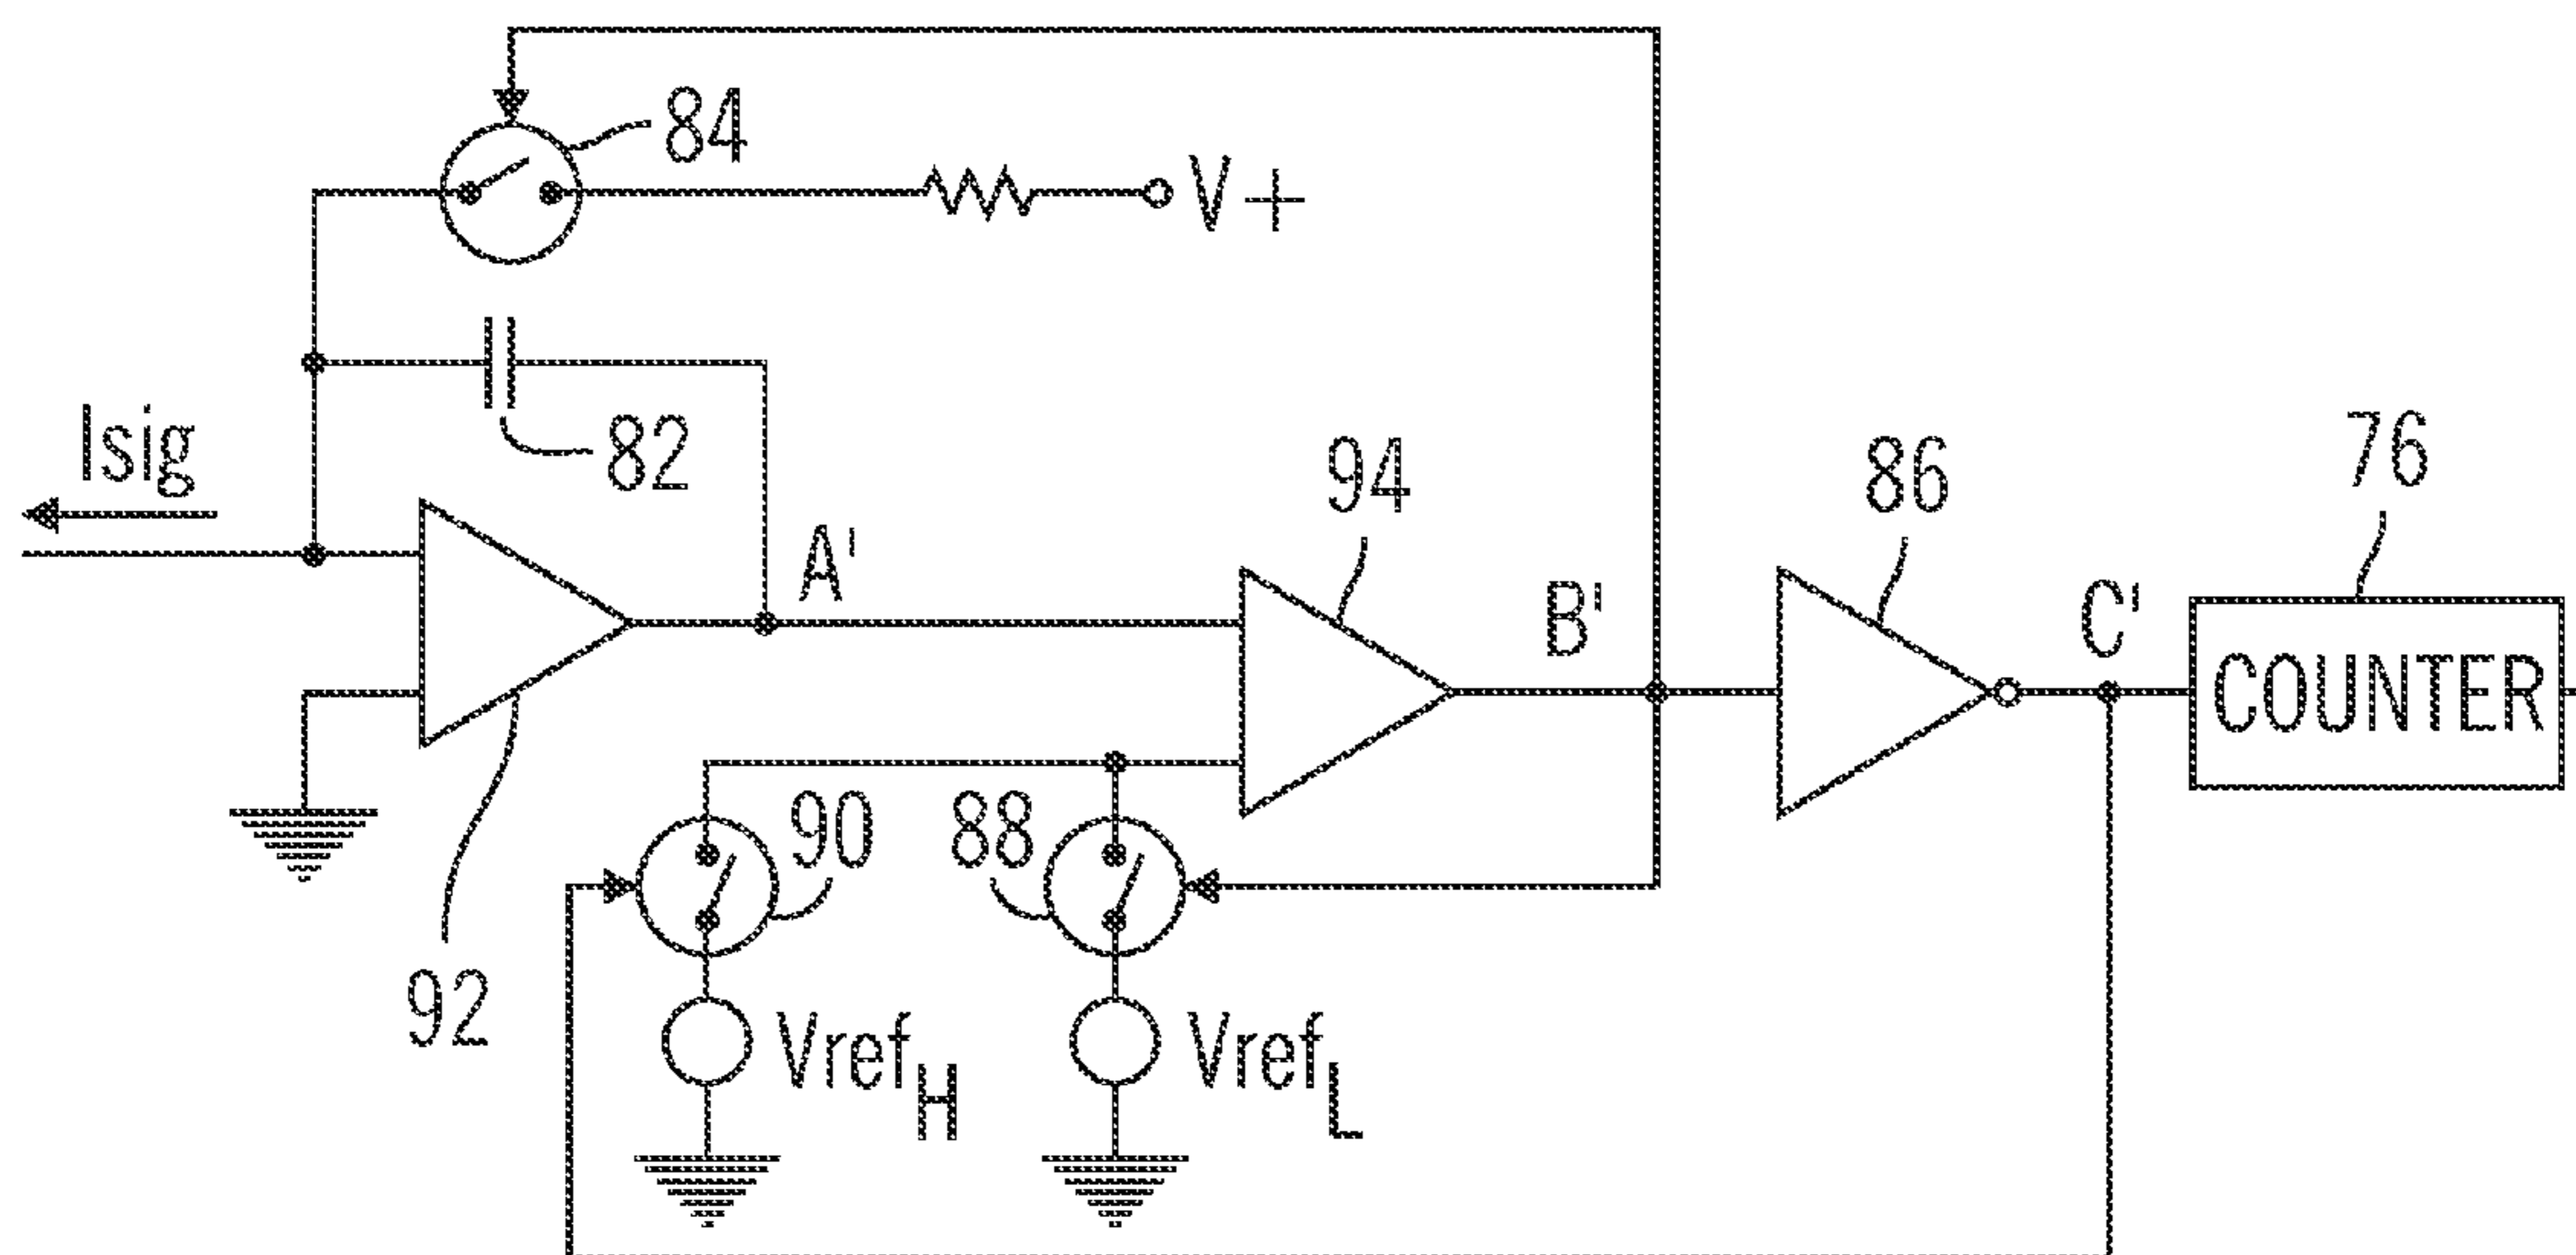 84
V+
Isig
82
A'
94
B'
86
C'
76
COUNTER
92
90
88
VrefH
VrefL